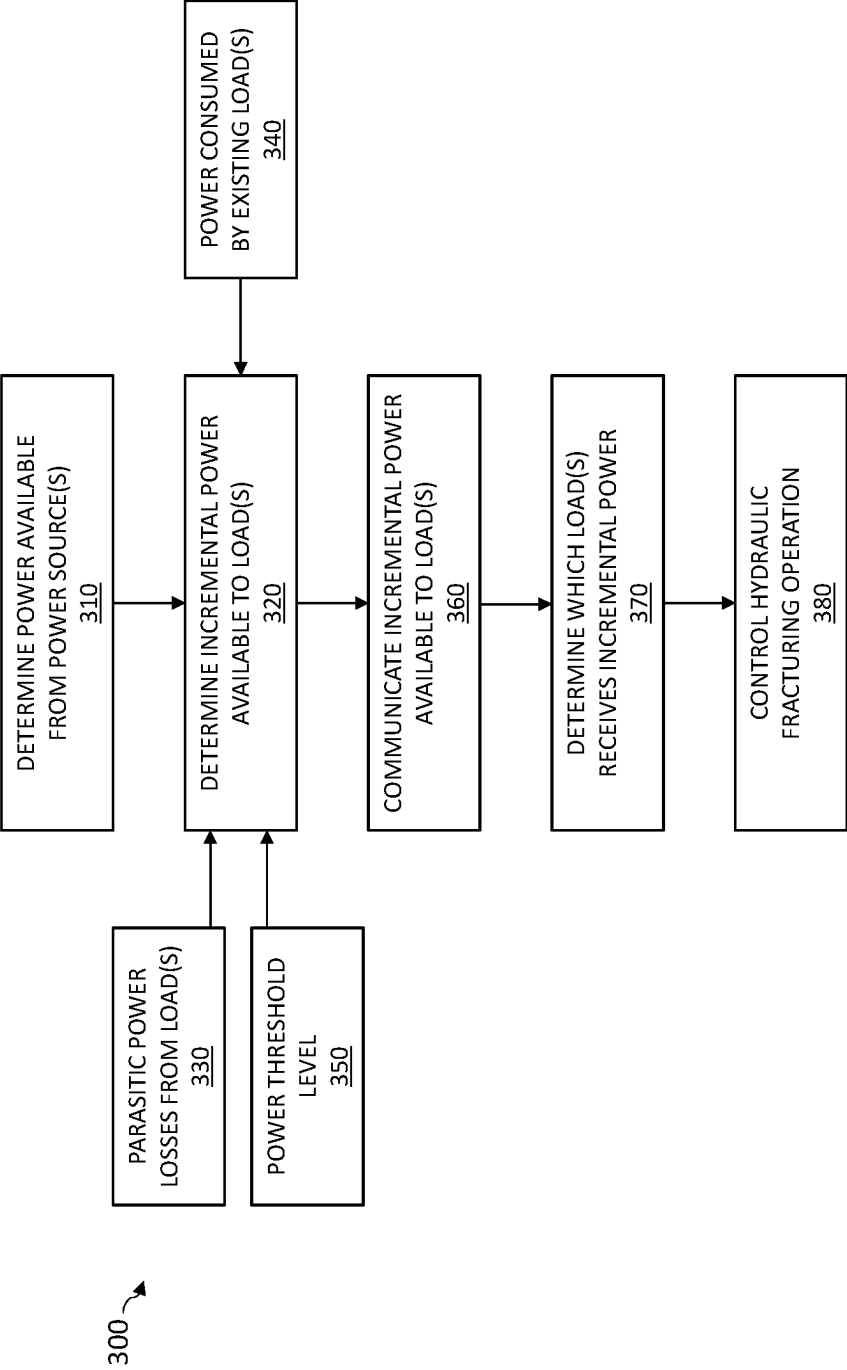 300
DETERMINE POWER AVAILABLE
FROM POWER SOURCE(S)
310
PARASITIC POWER
LOSSES FROM LOAD(S)
330
POWER THRESHOLD
LEVEL
350
DETERMINE INCREMENTAL POWER
AVAILABLE TO LOAD(S)
320
POWER CONSUMED
BY EXISTING LOAD(S)
340
COMMUNICATE INCREMENTAL POWER
AVAILABLE TO LOAD(S)
360
DETERMINE WHICH LOAD(S)
RECEIVES INCREMENTAL POWER
370
CONTROL HYDRAULIC
FRACTURING OPERATION
380